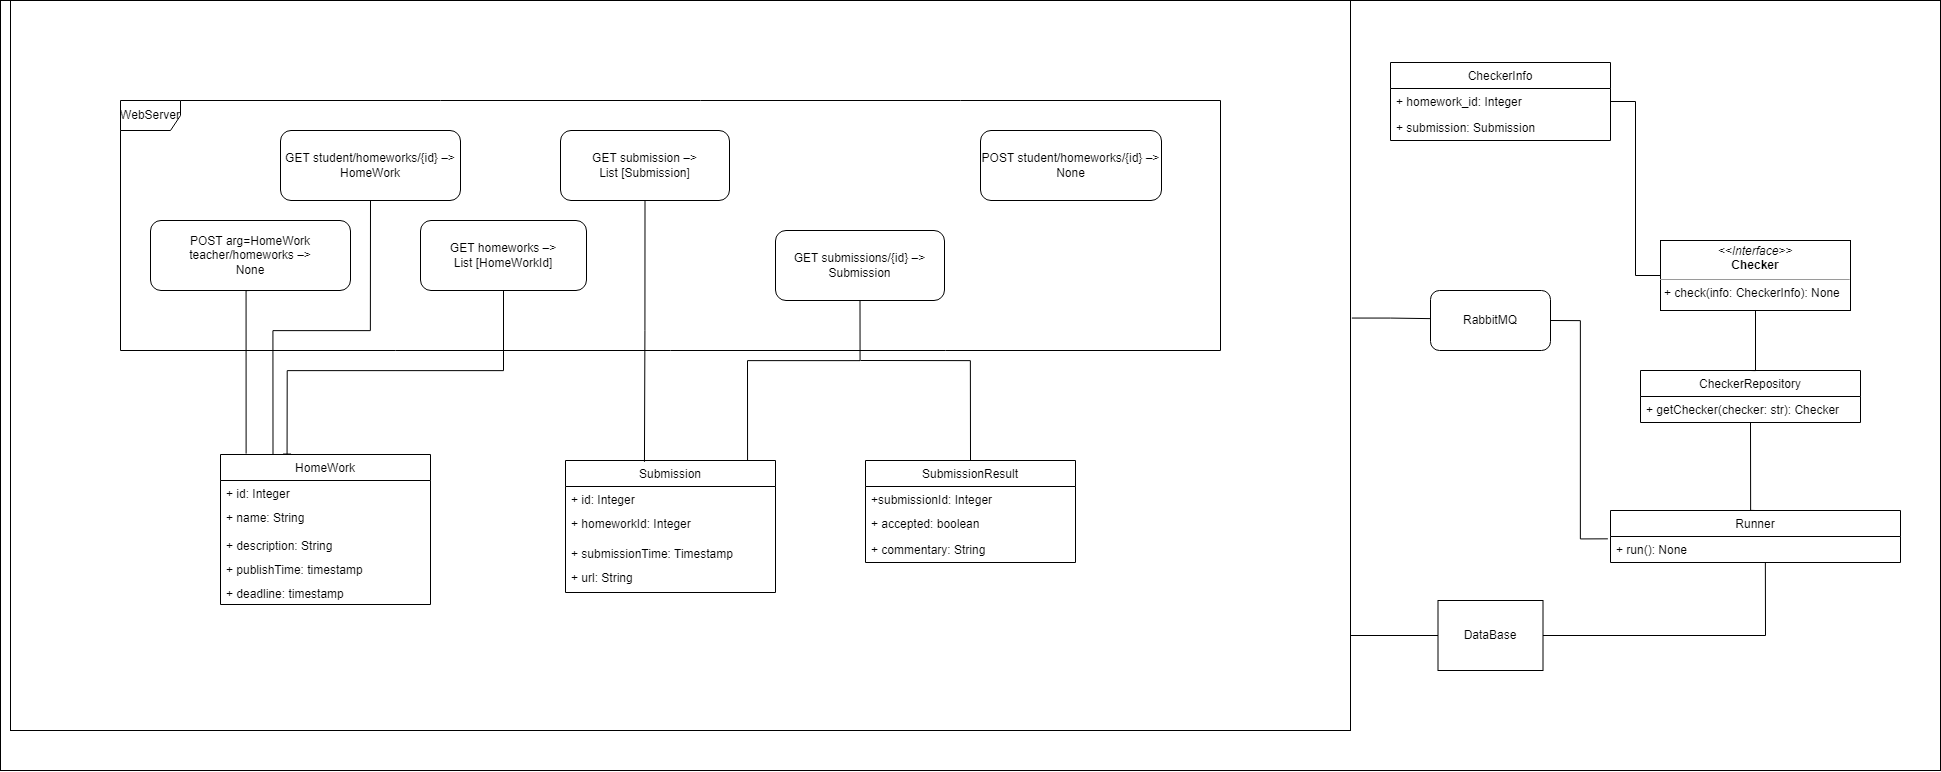 WebServer
GET student/homeworks/{id} –>
HomeWork
GET submission –>
List [Submission]
POST student/homeworks/{id} –>
None
POST arg=HomeWork
teacher/homeworks –>
None
GET homeworks –>
List [HomeWorkId]
GET submissions/{id} –>
Submission
HomeWork
+ id: Integer
+ name: String
+ description: String
+ publishTime: timestamp
+ deadline: timestamp
Submission
+ id: Integer
+ homeworkId: Integer
+ submissionTime: Timestamp
+ url: String
SubmissionResult
+submissionId: Integer
+ accepted: boolean
+ commentary: String
CheckerInfo
+ homework_id: Integer
+ submission: Submission
<<Interface>>
Checker
+ check(info: CheckerInfo): None
RabbitMQ
CheckerRepository
+ getChecker(checker: str): Checker
Runner
+ run(): None
DataBase